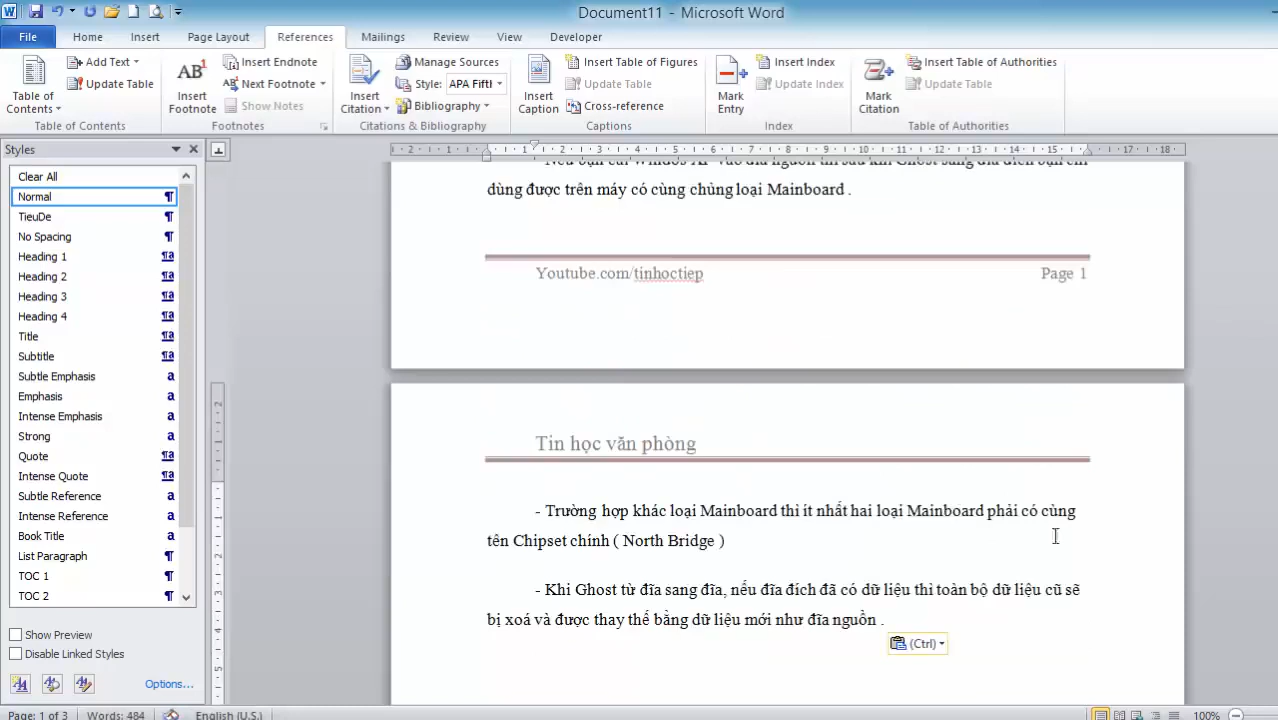 Document11 - Microsoft Word
File Home Insert Page Layout References Mailings Review View Developer
Table of Contents
Add Text
Update Table
Table of Contents
AB1
Insert Footnote
Insert Endnote
Next Footnote
Show Notes
Footnotes
Insert Citation
Manage Sources
Style: APA Fifth
Bibliography
Citations & Bibliography
Insert Caption
Insert Table of Figures
Update Table
Cross-reference
Captions
Mark Entry
Insert Index
Update Index
Index
Mark Citation
Insert Table of Authorities
Update Table
Table of Authorities
Styles
Clear All
Normal
TieuDe
No Spacing
Heading 1
Heading 2
Heading 3
Heading 4
Title
Subtitle
Subtle Emphasis
Emphasis
Intense Emphasis
Strong
Quote
Intense Quote
Subtle Reference
Intense Reference
Book Title
List Paragraph
TOC 1
TOC 2
Show Preview
Disable Linked Styles
Options...
dùng được trên máy có cùng chủng loại Mainboard .
Youtube.com/tinhoctiep Page 1
Tin học văn phòng
- Trường hợp khác loại Mainboard thì ít nhất hai loại Mainboard phải có cùng
tên Chipset chính ( North Bridge )
- Khi Ghost từ đĩa sang đĩa, nếu đĩa đích đã có dữ liệu thì toàn bộ dữ liệu cũ sẽ
bị xoá và được thay thế bằng dữ liệu mới như đĩa nguồn .
(Ctrl)
Page: 1 of 3 Words: 484 English (U.S.) 100%